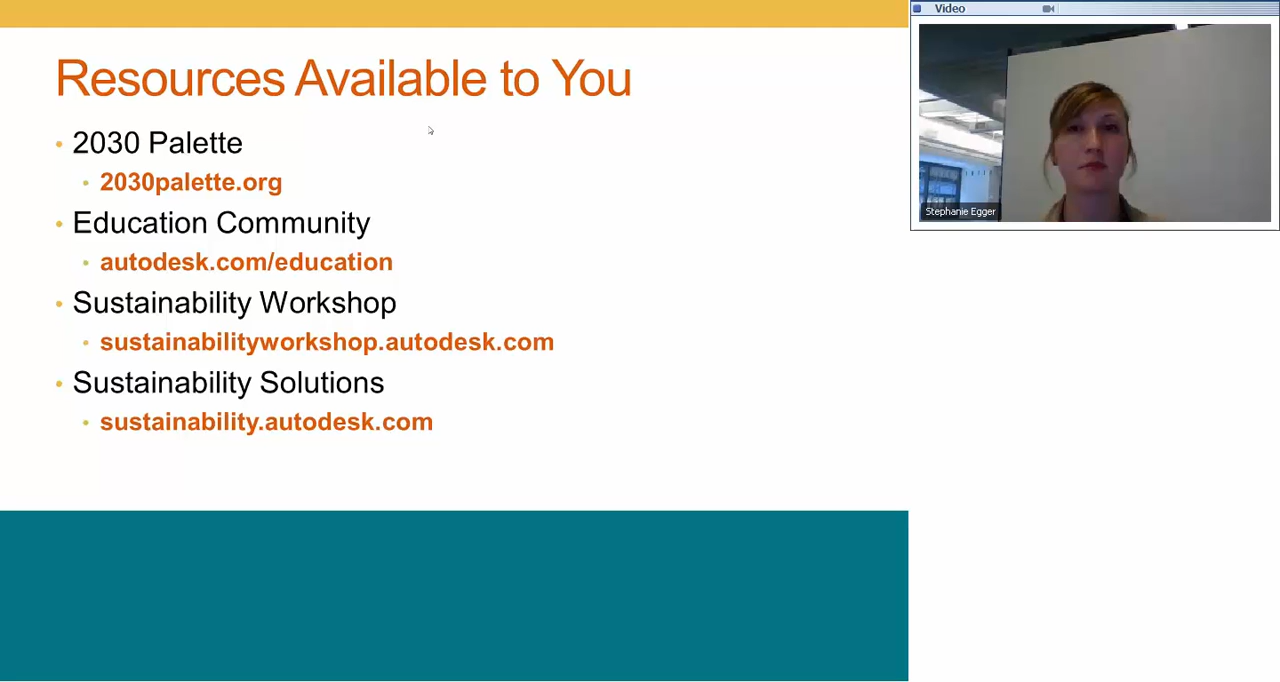 Resources Available to You
2030 Palette
2030palette.org
Education Community
autodesk.com/education
Sustainability Workshop
sustainabilityworkshop.autodesk.com
Sustainability Solutions
sustainability.autodesk.com
Video
Stephanie Egger